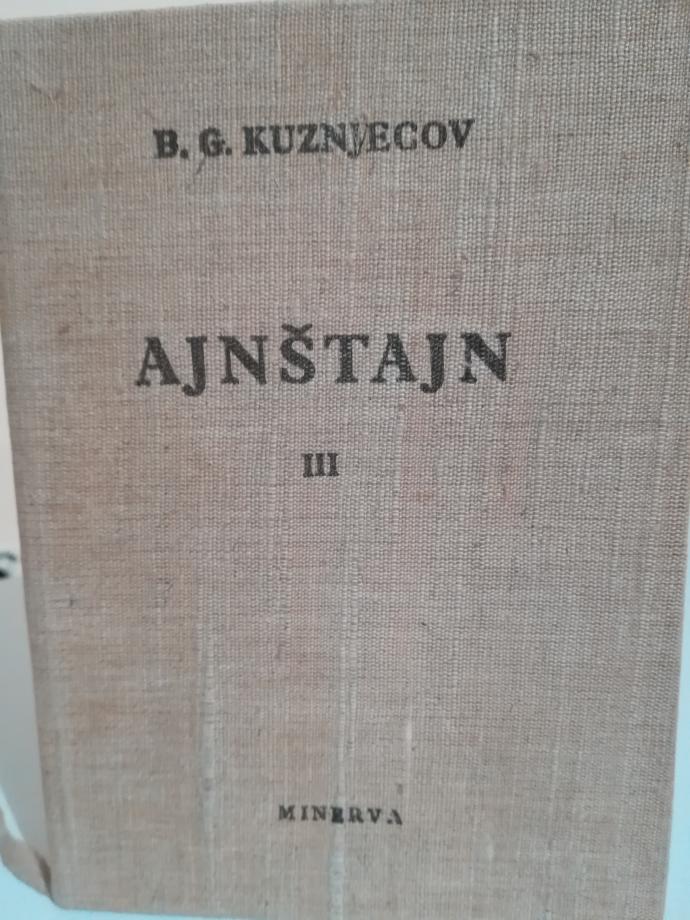 B. G. KUZNJECOV
AJNŠTAJN
III
MINERVA